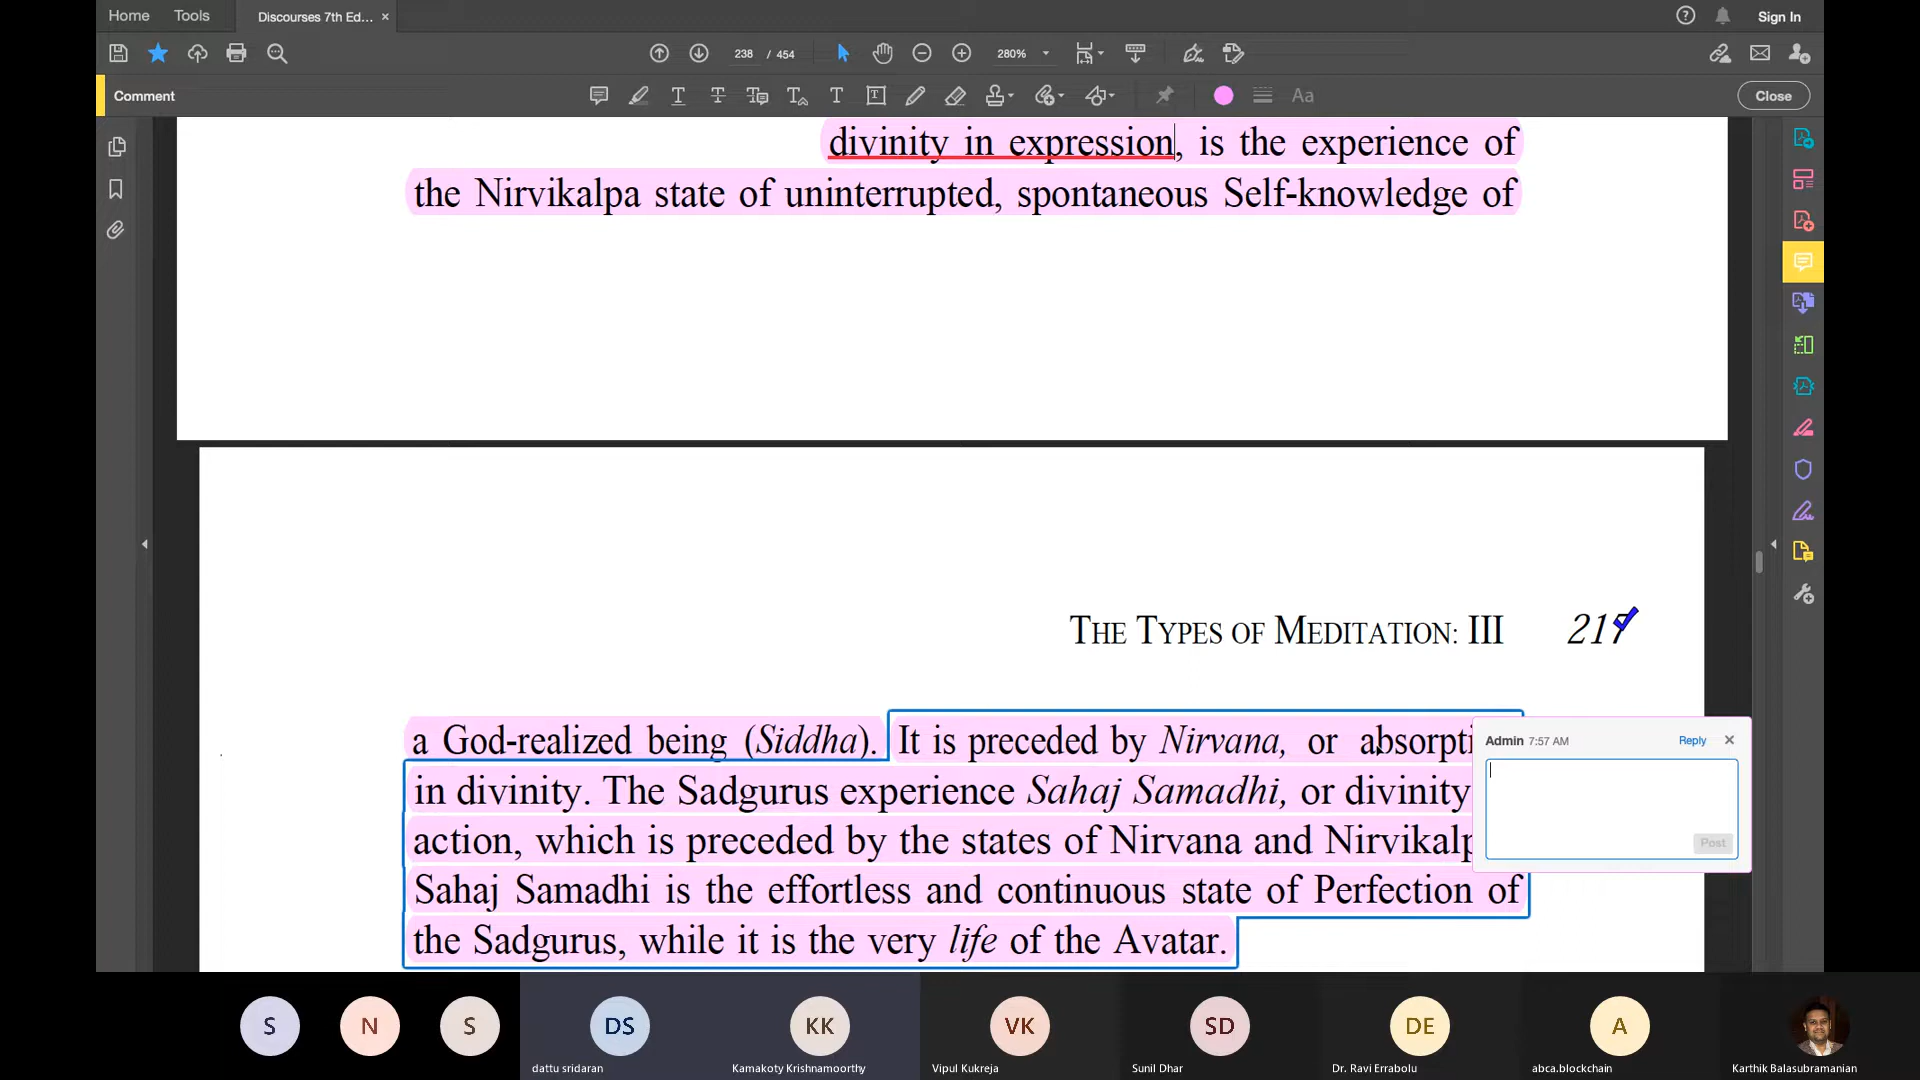 Home Tools Discourses 7th Ed... × Sign In
238 / 454 280%
Comment Aa Close
divinity in expression, is the experience of
the Nirvikalpa state of uninterrupted, spontaneous Self-knowledge of
THE TYPES OF MEDITATION: III 217
a God-realized being (Siddha). It is preceded by Nirvana, or absorpti
in divinity. The Sadgurus experience Sahaj Samadhi, or divinity
action, which is preceded by the states of Nirvana and Nirvikalp
Sahaj Samadhi is the effortless and continuous state of Perfection of
the Sadgurus, while it is the very life of the Avatar.
Admin 7:57 AM Reply ×
Post
S N S DS KK VK SD DE A
dattu sridaran Kamakoty Krishnamoorthy Vipul Kukreja Sunil Dhar Dr. Ravi Errabolu abca.blockchain Karthik Balasubramanian